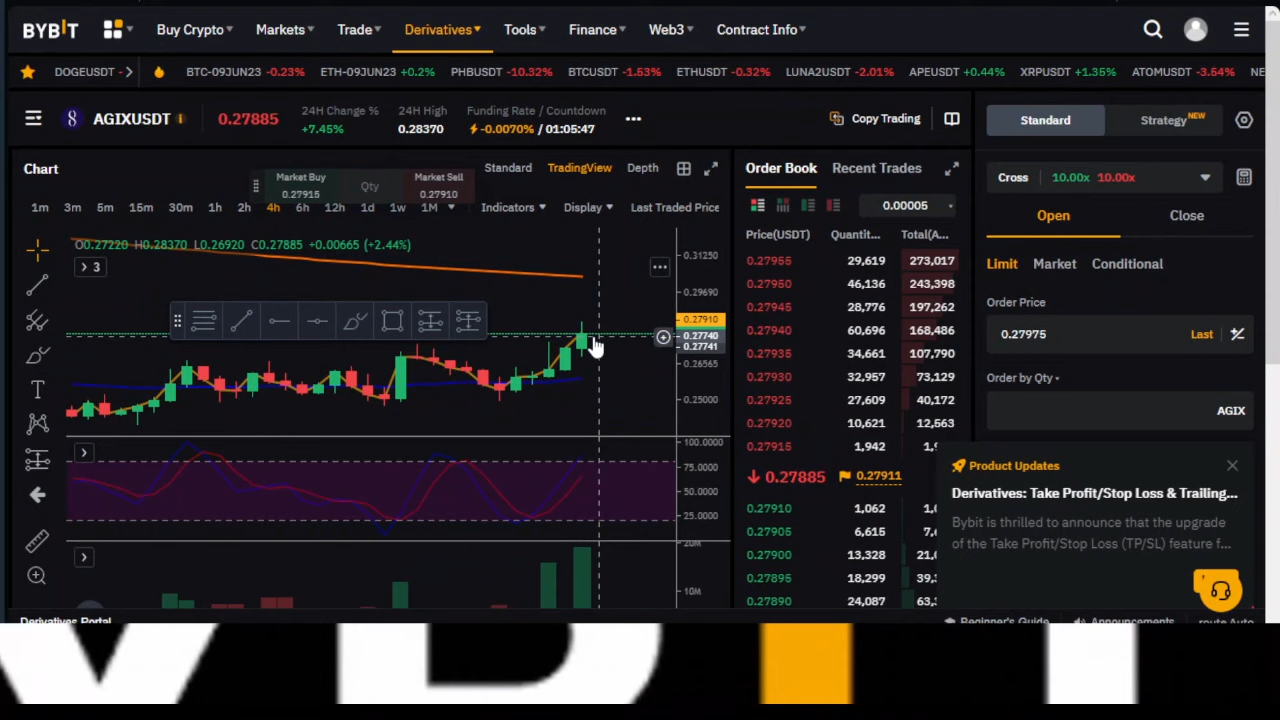 BYBIT Buy Crypto Markets Trade Derivatives Tools Finance Web3 Contract Info
DOGEUSDT - BTC-09JUN23 -0.23% ETH-09JUN23 +0.2% PHBUSDT -10.32% BTCUSDT -1.53% ETHUSDT -0.32% LUNA2USDT -2.01% APEUSDT +0.44% XRPUSDT +1.35% ATOMUSDT -3.54% NE
AGIXUSDT 0.27885
24H Change % +7.45%
24H High 0.28370
Funding Rate / Countdown
-0.0070% / 01:05:47
Copy Trading
Standard Strategy NEW
Chart
Market Buy 0.27915 Qty Market Sell 0.27910
Standard TradingView Depth
1m 3m 5m 15m 30m 1h 2h 4h 6h 12h 1d 1w 1M Indicators Display Last Traded Price
O0.27220 H0.28370 L0.26920 C0.27885 +0.00665 (+2.44%)
3
0.31250
0.29690
0.27910
0.27740
0.27741
0.26565
0.25000
100.0000
75.0000
50.0000
25.0000
20M
10M
Order Book Recent Trades
0.00005
Price(USDT) Quantit... Total(A...
0.27955 29,619 273,017
0.27950 46,136 243,398
0.27945 28,776 197,262
0.27940 60,696 168,486
0.27935 34,661 107,790
0.27930 32,957 73,129
0.27925 27,609 40,172
0.27920 10,621 12,563
0.27915 1,942
0.27885 0.27911
0.27910 1,062
0.27905 6,615
0.27900 13,328
0.27895 18,299
0.27890 24,087
Cross 10.00x 10.00x
Open Close
Limit Market Conditional
Order Price
0.27975 Last
Order by Qty
AGIX
Product Updates
Derivatives: Take Profit/Stop Loss & Trailing...
Bybit is thrilled to announce that the upgrade
of the Take Profit/Stop Loss (TP/SL) feature f...
Derivatives Portal Beginner's Guide Announcements route Auto